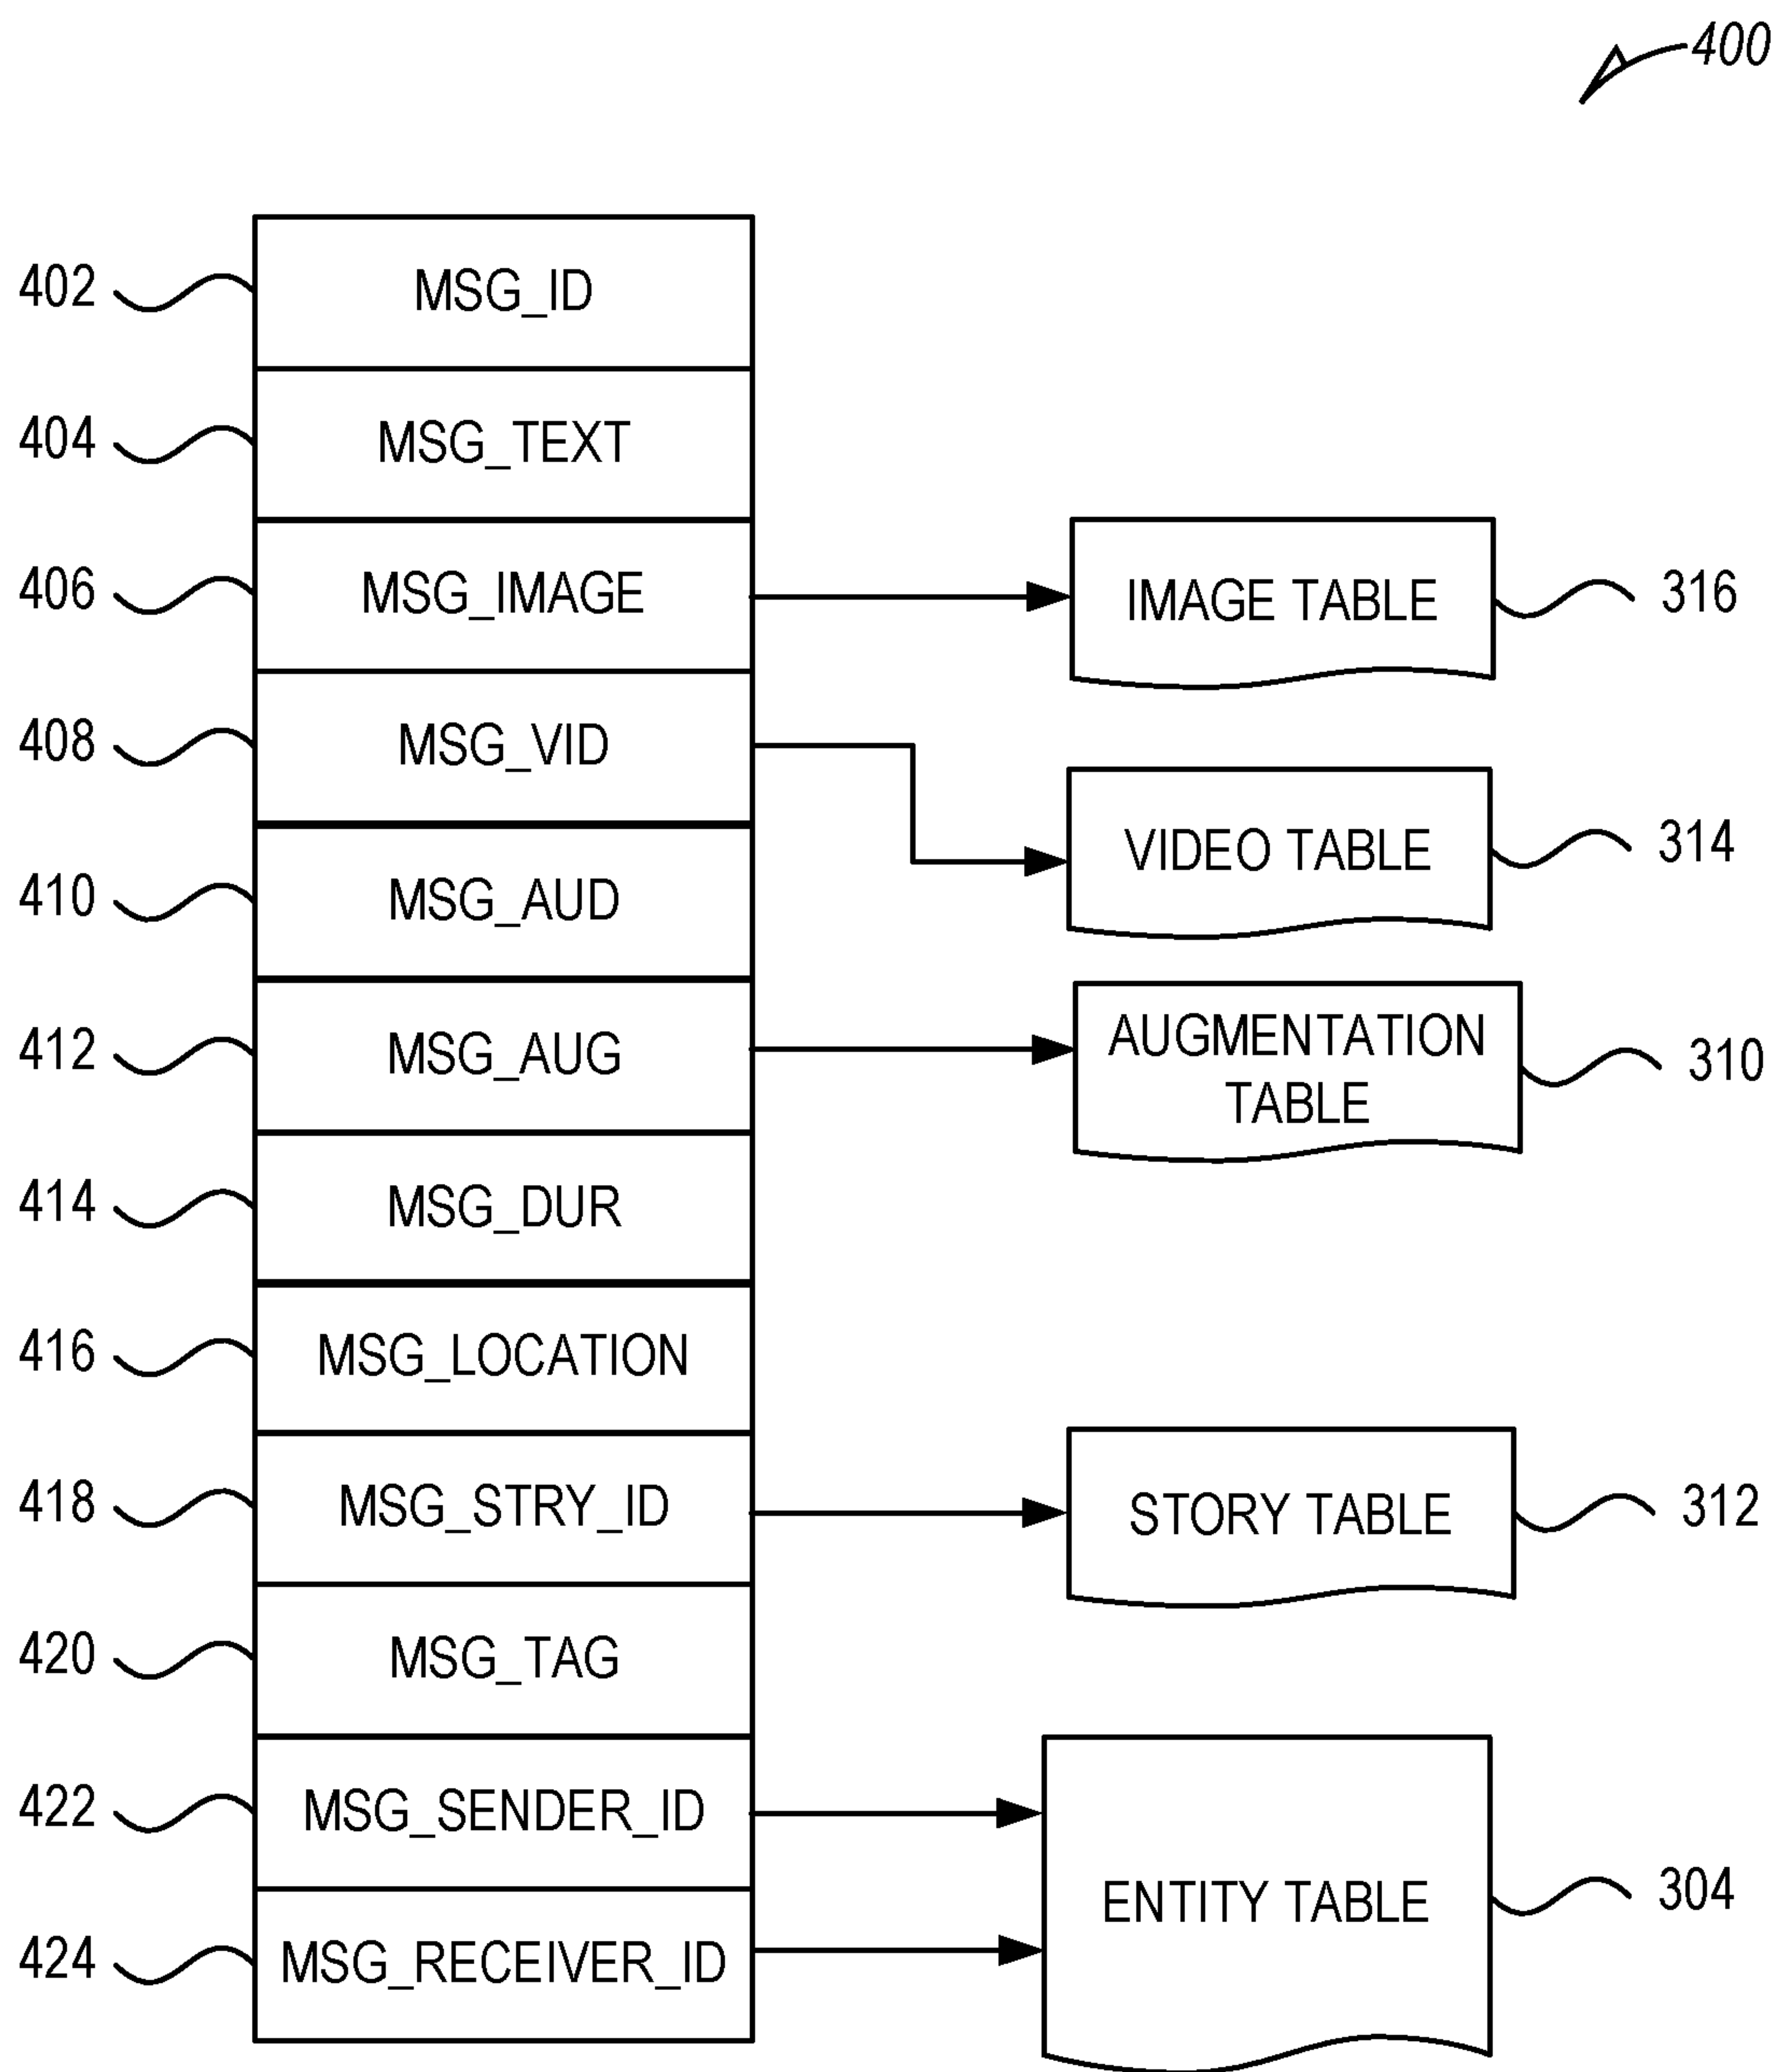 400
402 MSG_ID
404 MSG_TEXT
406 MSG_IMAGE IMAGE TABLE 316
408 MSG_VID
VIDEO TABLE 314
410 MSG_AUD
412 MSG_AUG AUGMENTATION
TABLE 310
414 MSG_DUR
416 MSG_LOCATION
418 MSG_STRY_ID STORY TABLE 312
420 MSG_TAG
422 MSG_SENDER_ID
ENTITY TABLE 304
424 MSG_RECEIVER_ID